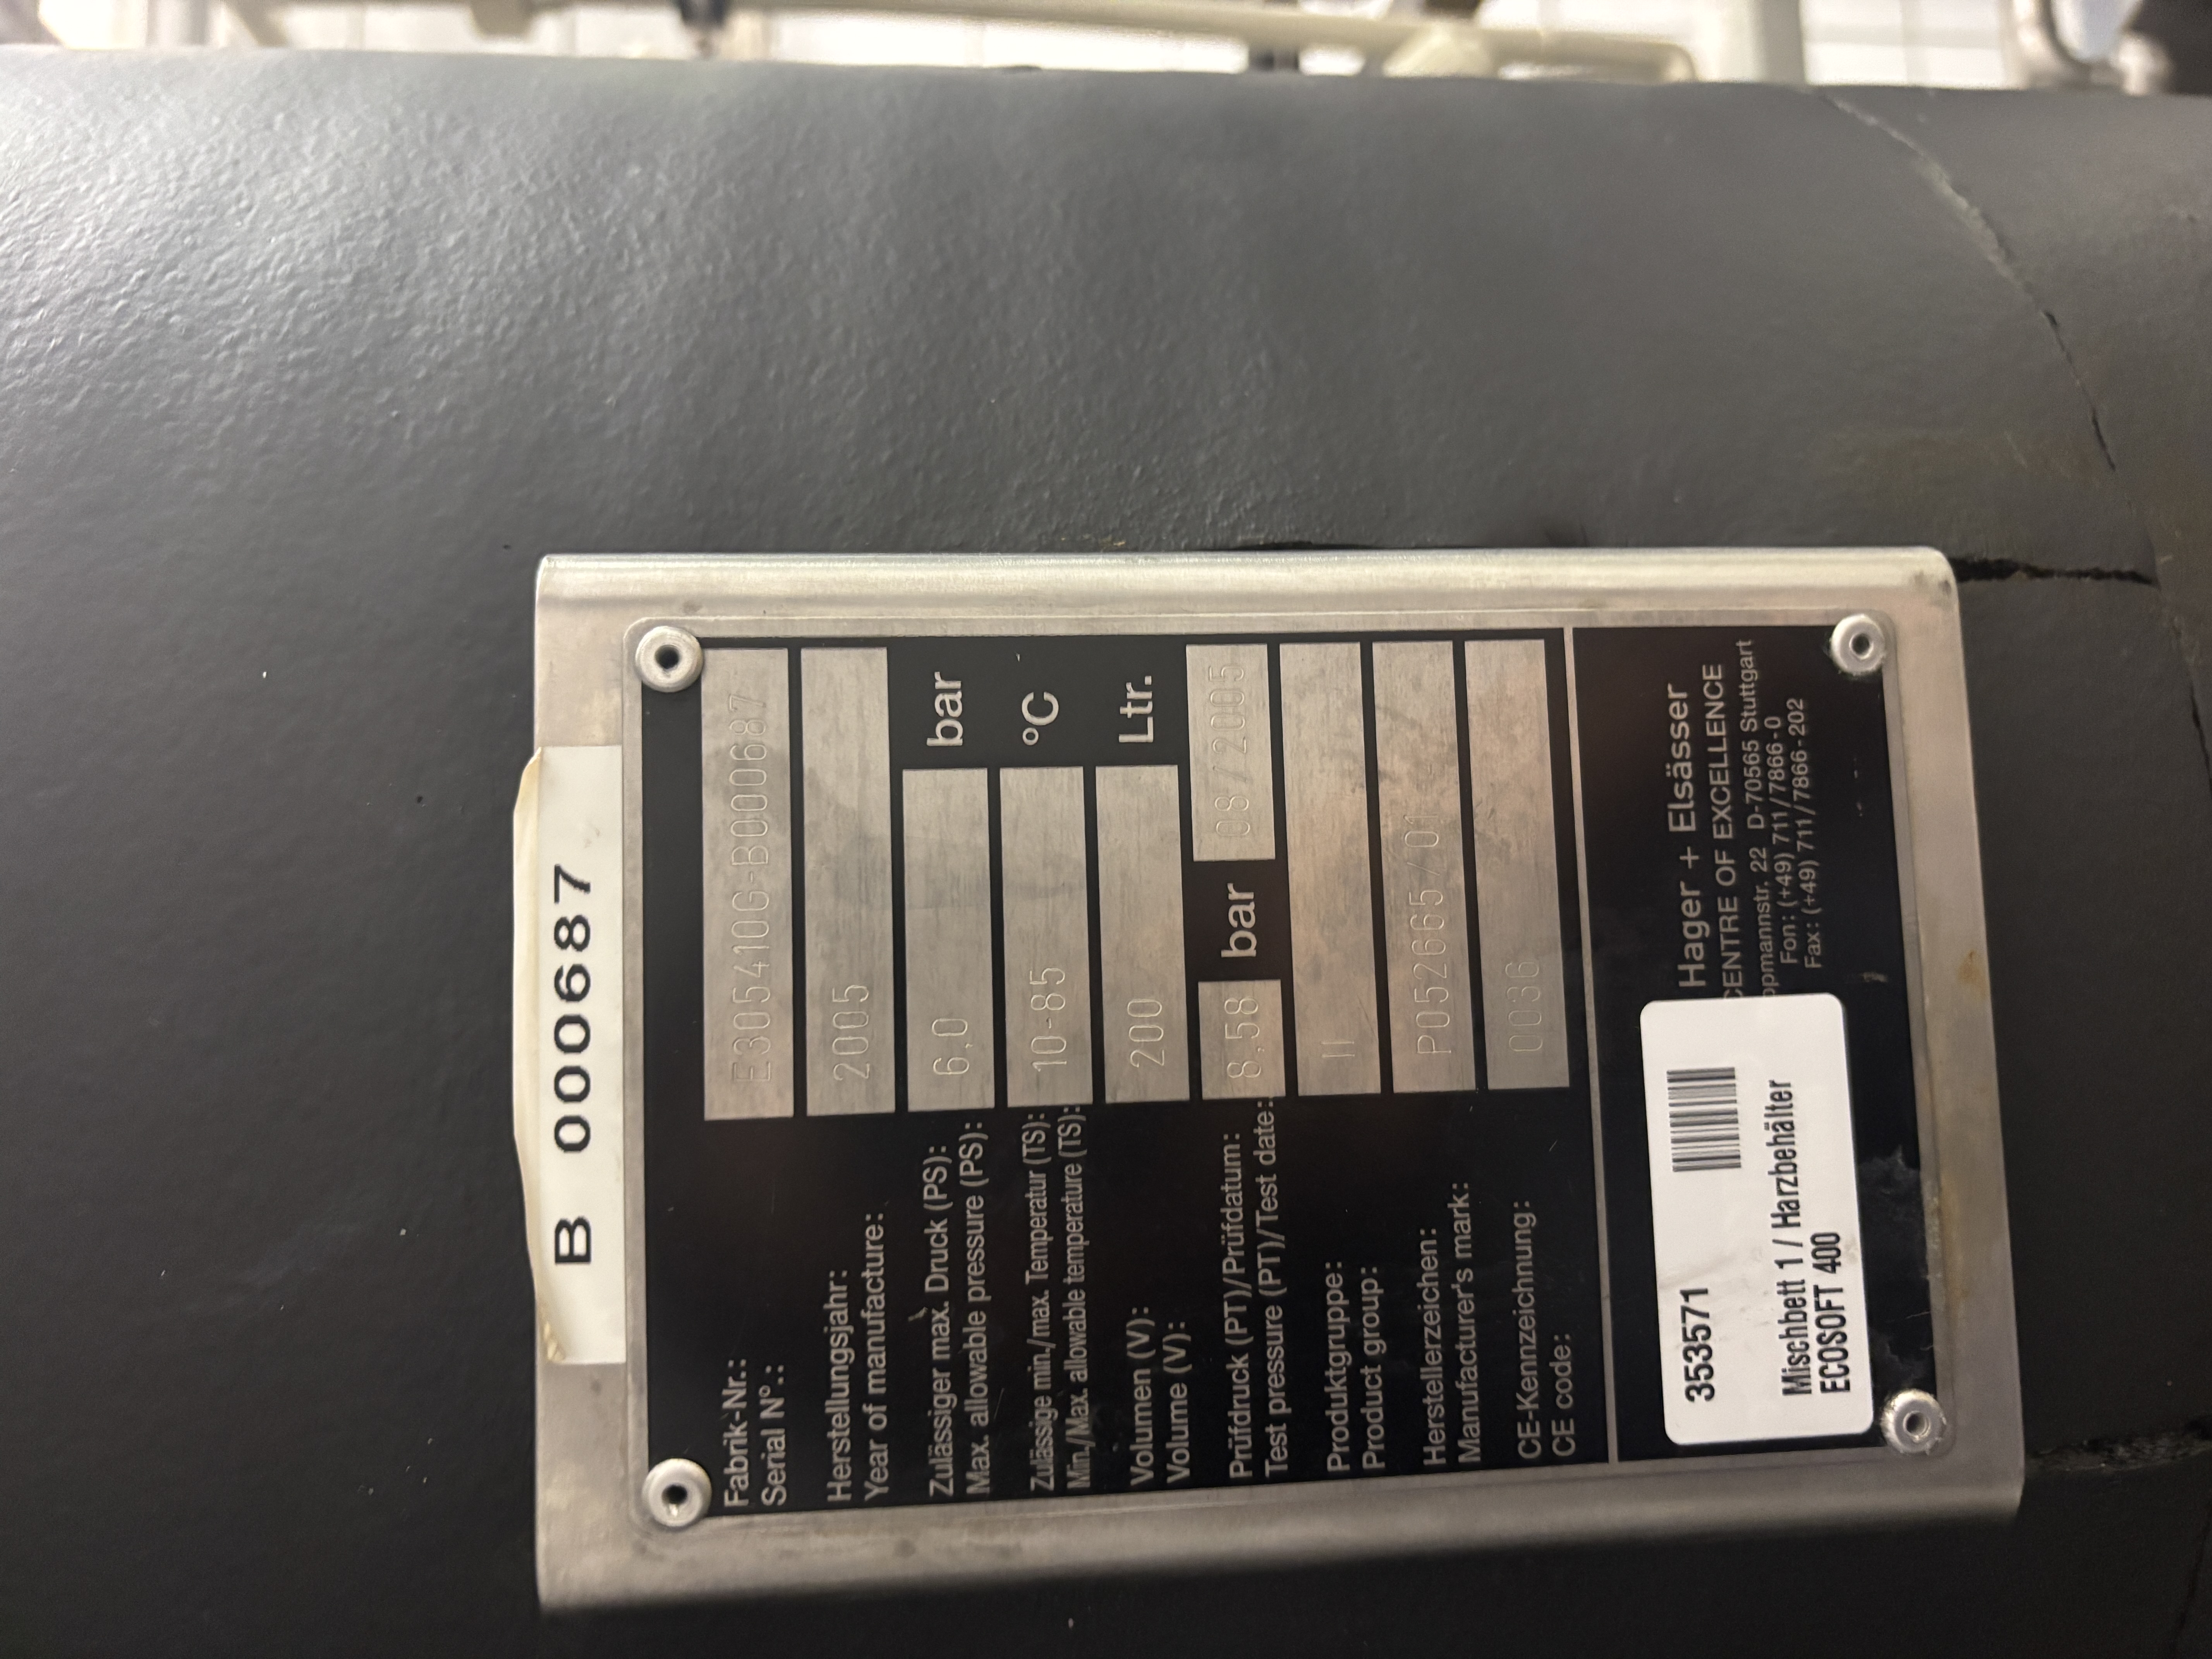 B 000687
Fabrik-Nr.: E305410G-B000687
Serial N°.:
Herstellungsjahr: 2005
Year of manufacture:
Zulässiger max. Druck (PS): 6,0 bar
Max. allowable pressure (PS):
Zulässige min./max. Temperatur (TS): 10-85 °C
Min./Max. allowable temperature (TS):
Volumen (V): 200 Ltr.
Volume (V):
Prüfdruck (PT)/Prüfdatum: 8,58 bar 08/2005
Test pressure (PT)/Test date:
Produktgruppe: II
Product group:
Herstellerzeichen: P052665/01-
Manufacturer's mark:
CE-Kennzeichnung: 0036
CE code:
Hager + Elsässer
CENTRE OF EXCELLENCE
22 D-70565 Stuttgart
Fon: (+49) 711/7866-0
Fax: (+49) 711/7866-202
353571
Mischbett 1 / Harzbehälter
ECOSOFT 400